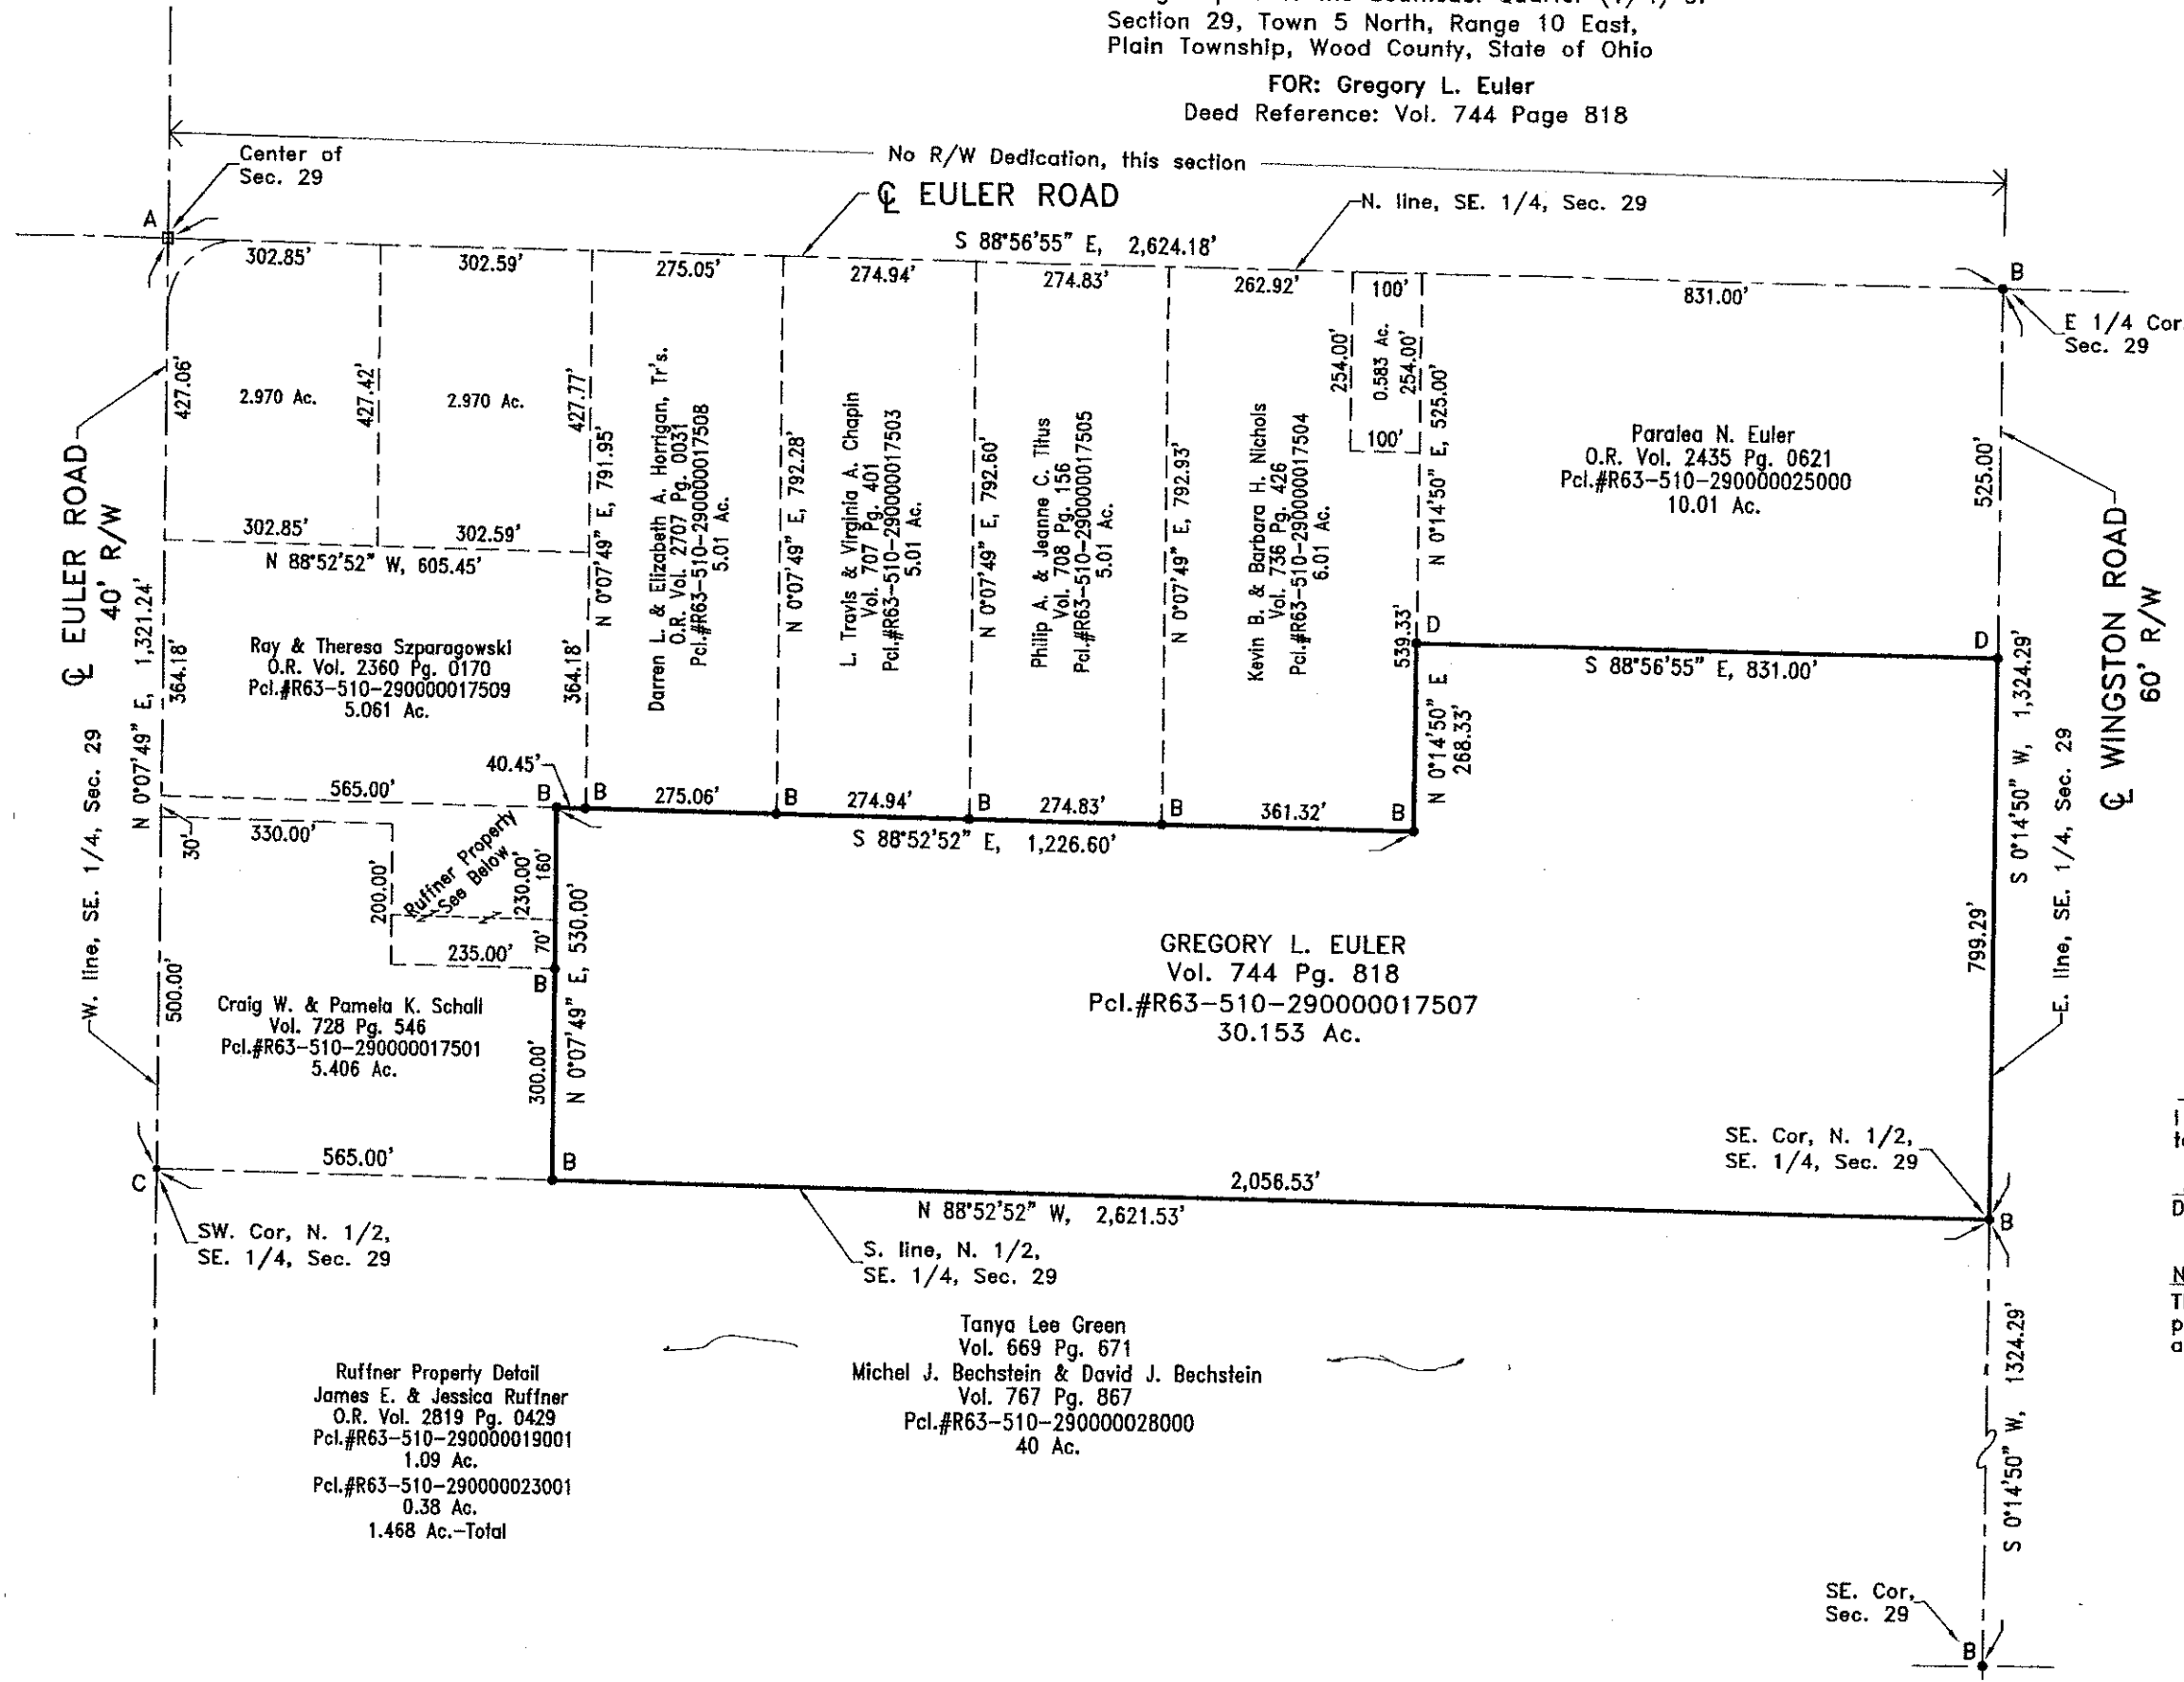 Section 29, Town 5 North, Range 10 East,
Plain Township, Wood County, State of Ohio
FOR: Gregory L. Euler
Deed Reference: Vol. 744 Page 818
No R/W Dedication, this section
Center of
Sec. 29
A
℄ EULER ROAD
N. line, SE. 1/4, Sec. 29
S 88°56'55" E, 2,624.18'
302.85'
302.59'
275.05'
274.94'
274.83'
262.92'
100'
831.00'
B
E 1/4 Cor.
Sec. 29
℄ EULER ROAD
40' R/W
W. line, SE. 1/4, Sec. 29
N 0°07'49" E, 1,321.24'
427.06'
2.970 Ac.
427.42'
2.970 Ac.
427.77'
302.85'
302.59'
N 88°52'52" W, 605.45'
364.18'
Ray & Theresa Szparagowski
O.R. Vol. 2360 Pg. 0170
Pcl.#R63-510-290000017509
5.061 Ac.
364.18'
N 0°07'49" E, 791.95'
Darren L. & Elizabeth A. Horrigan, Tr's.
O.R. Vol. 2707 Pg. 0031
Pcl.#R63-510-290000017508
5.01 Ac.
N 0°07'49" E, 792.28'
L. Travis & Virginia A. Chapin
Vol. 707 Pg. 401
Pcl.#R63-510-290000017503
5.01 Ac.
N 0°07'49" E, 792.60'
Philip A. & Jeanne C. Titus
Vol. 708 Pg. 156
Pcl.#R63-510-290000017505
5.01 Ac.
N 0°07'49" E, 792.93'
Kevin B. & Barbara H. Nichols
Vol. 736 Pg. 426
Pcl.#R63-510-290000017504
6.01 Ac.
254.00'
0.583 Ac.
254.00'
100'
N 0°14'50" E, 525.00'
539.33'
Paralea N. Euler
O.R. Vol. 2435 Pg. 0621
Pcl.#R63-510-290000025000
10.01 Ac.
525.00'
℄ WINGSTON ROAD
60' R/W
D
S 88°56'55" E, 831.00'
D
N 0°14'50" E
268.33'
S 0°14'50" W, 1,324.29'
E. line, SE. 1/4, Sec. 29
799.29'
565.00'
40.45'
B
B
275.06'
B
274.94'
B
274.83'
B
361.32'
B
S 88°52'52" E, 1,226.60'
30'
330.00'
200.00'
Ruffner Property
See Below
230.00'
160'
70'
235.00'
B
N 0°07'49" E, 530.00'
300.00'
500.00'
Craig W. & Pamela K. Schall
Vol. 728 Pg. 546
Pcl.#R63-510-290000017501
5.406 Ac.
GREGORY L. EULER
Vol. 744 Pg. 818
Pcl.#R63-510-290000017507
30.153 Ac.
C
565.00'
B
2,056.53'
N 88°52'52" W, 2,621.53'
SE. Cor, N. 1/2,
SE. 1/4, Sec. 29
B
SW. Cor, N. 1/2,
SE. 1/4, Sec. 29
S. line, N. 1/2,
SE. 1/4, Sec. 29
Tanya Lee Green
Vol. 669 Pg. 671
Michel J. Bechstein & David J. Bechstein
Vol. 767 Pg. 867
Pcl.#R63-510-290000028000
40 Ac.
Ruffner Property Detail
James E. & Jessica Ruffner
O.R. Vol. 2819 Pg. 0429
Pcl.#R63-510-290000019001
1.09 Ac.
Pcl.#R63-510-290000023001
0.38 Ac.
1.468 Ac.-Total
S 0°14'50" W, 1324.29'
SE. Cor,
Sec. 29
B